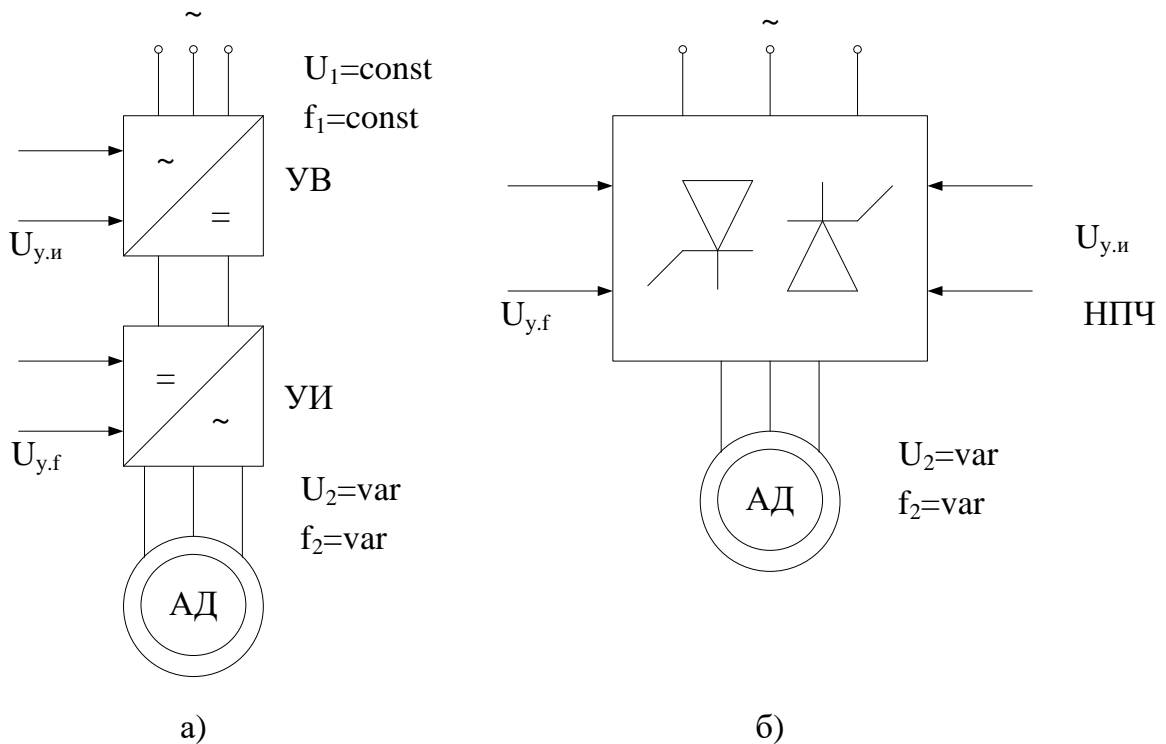 ~
U₁=const
f₁=const
~
=
УВ
Uу.и
=
~
УИ
Uу.f
U₂=var
f₂=var
АД
а)
~
Uу.f
Uу.и
НПЧ
U₂=var
f₂=var
АД
б)